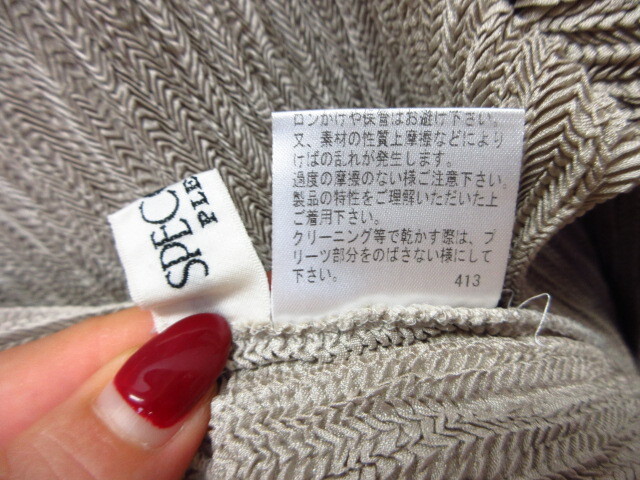 SPEC
PLE
ロンかけや保管はお避け下さい。
又、素材の性質上摩擦などにより
けばの乱れが発生します。
過度の摩擦のない様ご注意下さい。
製品の特性をご理解いただいた上
ご着用下さい。
クリーニング等で乾かす際は、プ
リーツ部分をのばさない様にして
下さい。
413